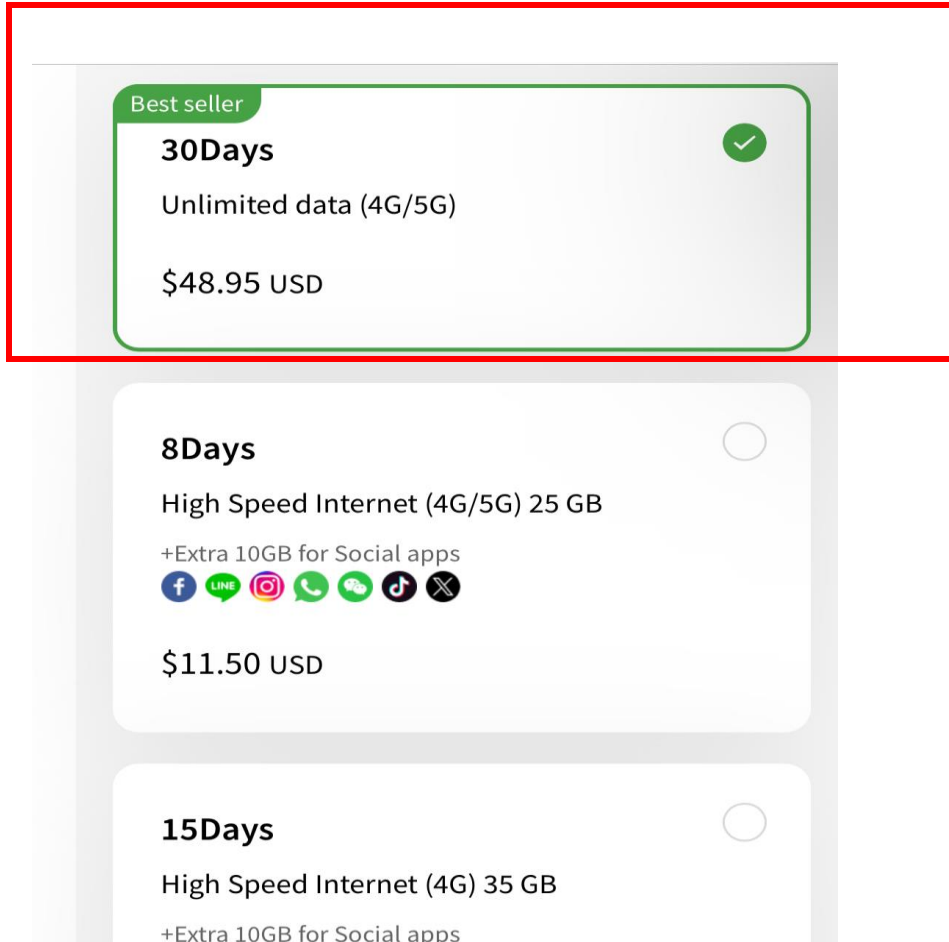 Best seller
30Days
Unlimited data (4G/5G)
$48.95 USD
8Days
High Speed Internet (4G/5G) 25 GB
+Extra 10GB for Social apps
LINE
$11.50 USD
15Days
High Speed Internet (4G) 35 GB
+Extra 10GB for Social apps